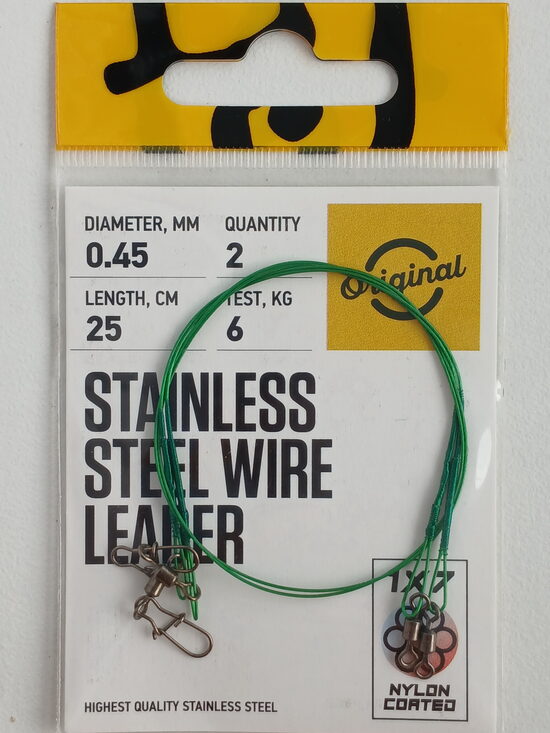 DIAMETER, MM QUANTITY
0.45 2
LENGTH, CM TEST, KG
25 6
Original
STAINLESS
STEEL WIRE
LEADER
1X7
NYLON
COATED
HIGHEST QUALITY STAINLESS STEEL